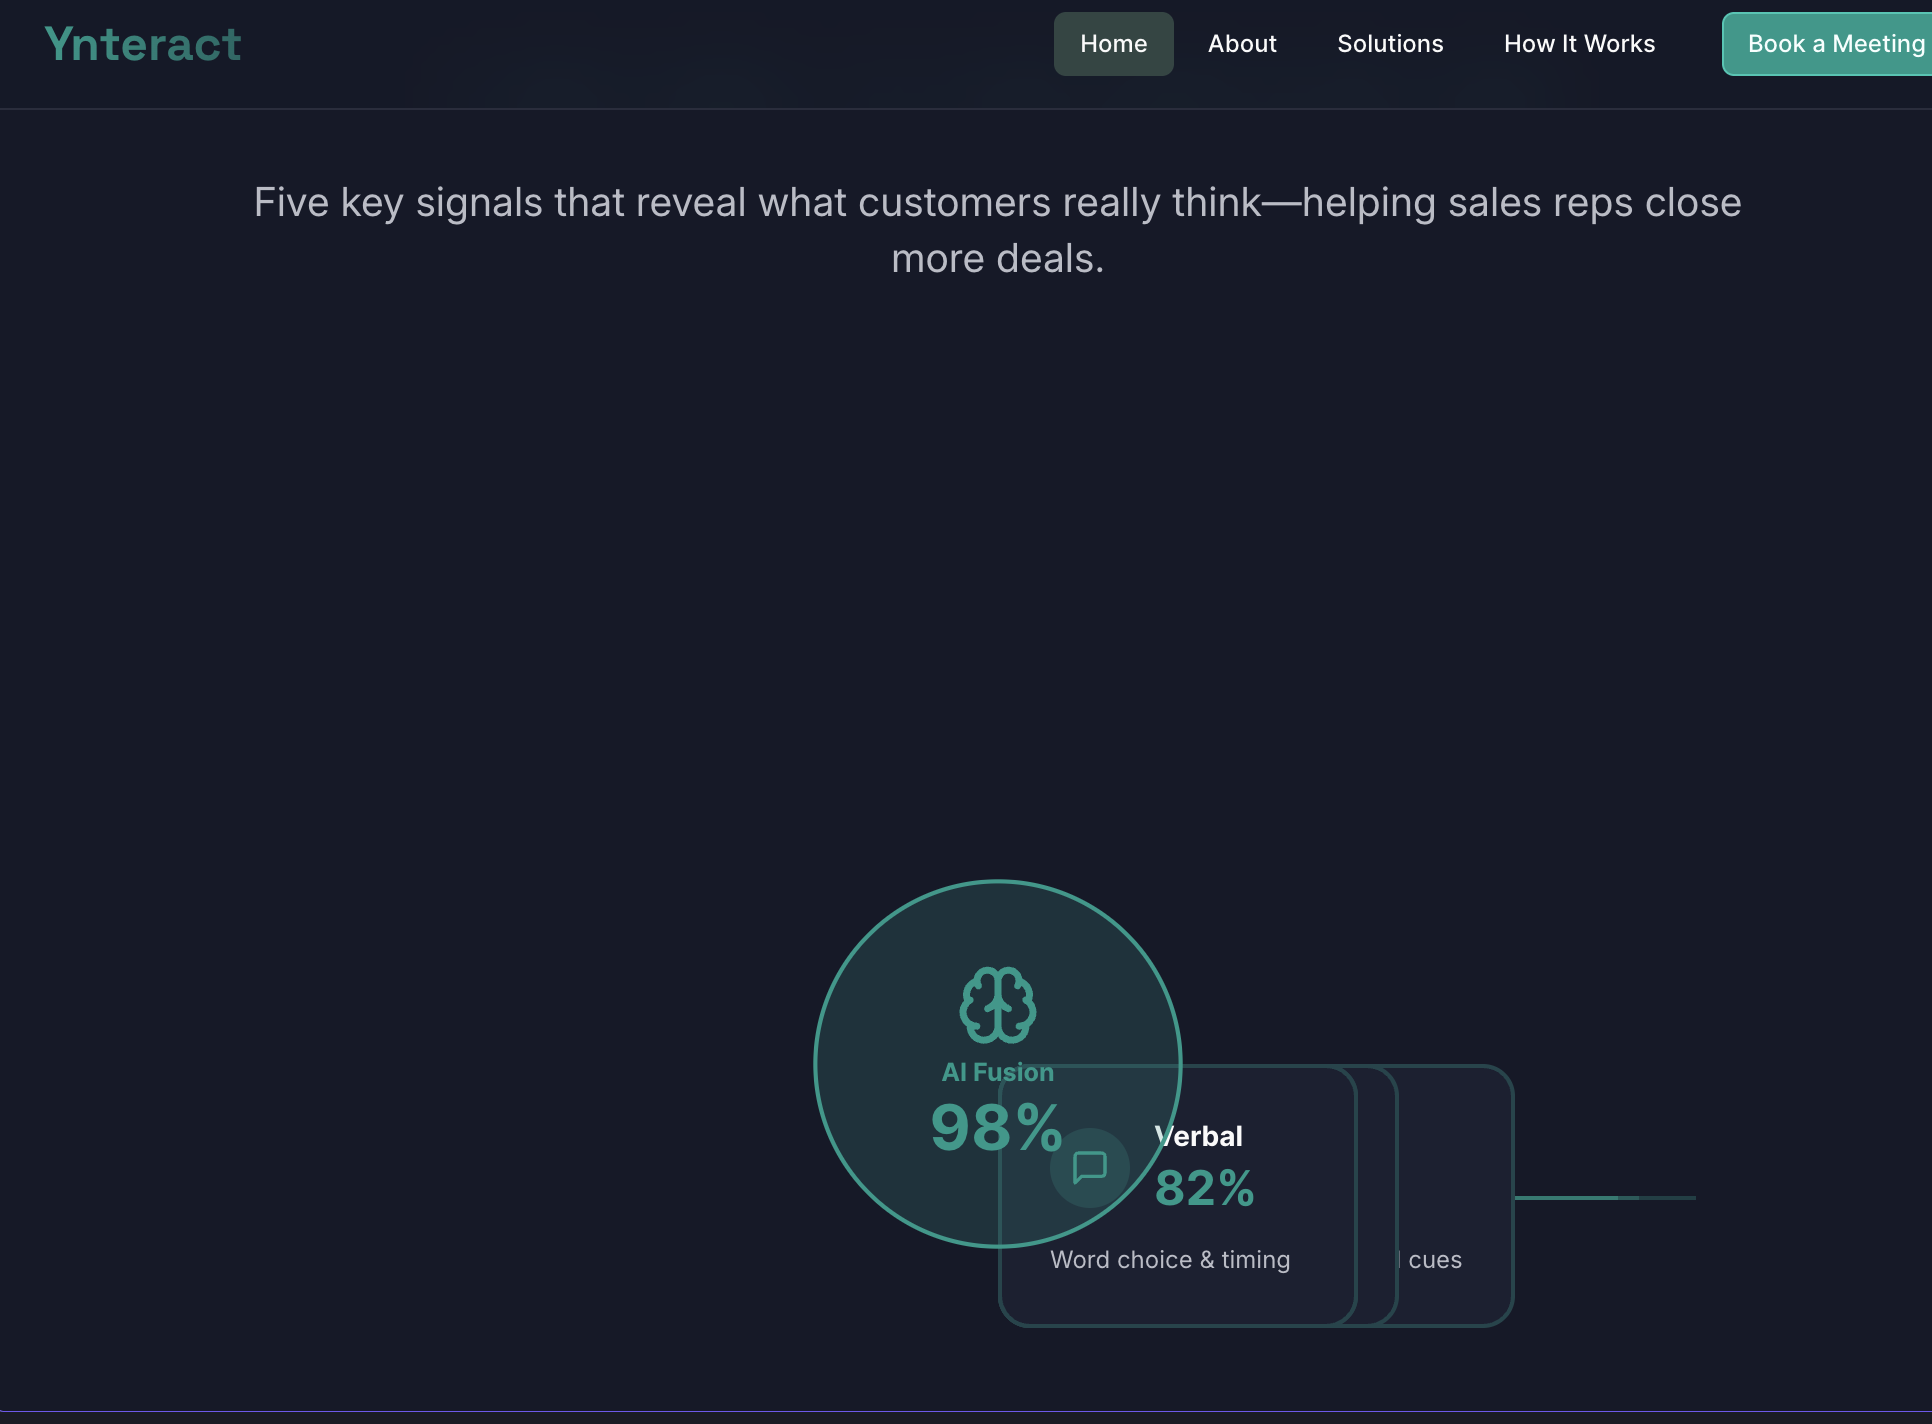 Ynteract
Home
About
Solutions
How It Works
Book a Meeting
Five key signals that reveal what customers really think—helping sales reps close
more deals.
AI Fusion
98%
Verbal
82%
Word choice & timing
cues